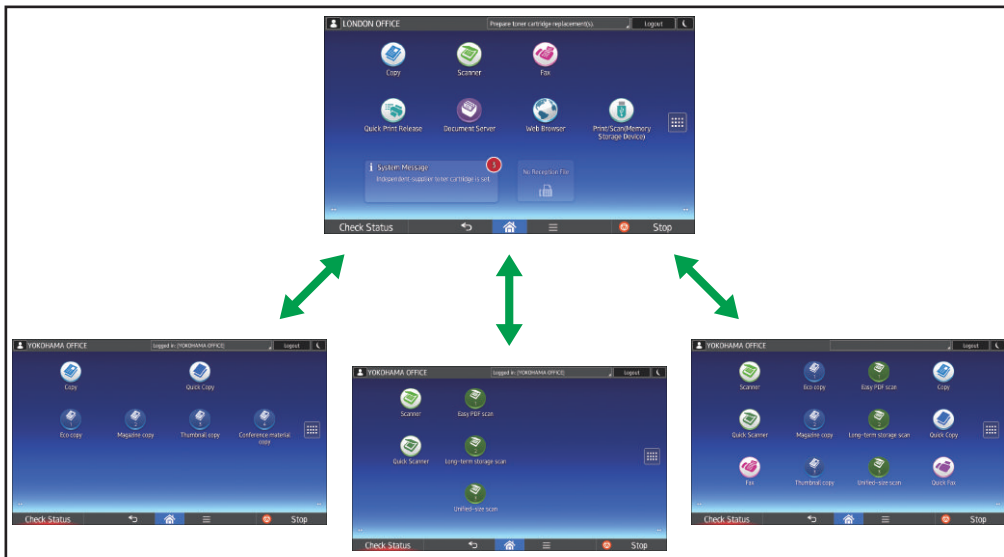 LONDON OFFICE
Prepare toner cartridge replacement(s).
Logout
Copy
Scanner
Fax
Quick Print Release
Document Server
Web Browser
Print/Scan(Memory
Storage Device)
System Message
5
Independent-supplier toner cartridge is set.
No Reception File
Check Status
Stop
YOKOHAMA OFFICE
Logged in: [YOKOHAMA OFFICE]
Logout
Copy
Quick Copy
Eco copy
Magazine copy
Thumbnail copy
Conference material
copy
Check Status
Stop
YOKOHAMA OFFICE
Logged in: [YOKOHAMA OFFICE]
Logout
Scanner
Easy PDF scan
Quick Scanner
Long-term storage scan
Unified-size scan
Check Status
Stop
YOKOHAMA OFFICE
Logout
Scanner
Eco copy
Easy PDF scan
Copy
Quick Scanner
Magazine copy
Long-term storage scan
Quick Copy
Fax
Thumbnail copy
Unified-size scan
Quick Fax
Check Status
Stop